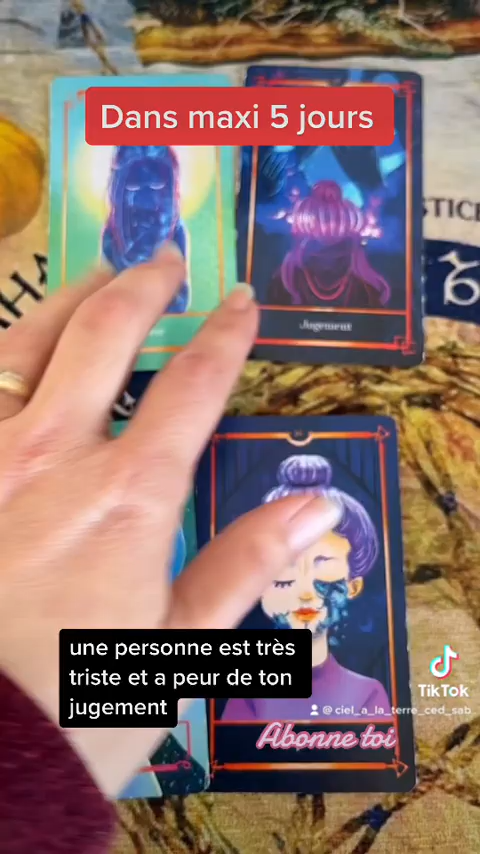 Dans maxi 5 jours
STICE
Jugement
une personne est très
triste et a peur de ton
jugement
TikTok
@ciel_a_la_terre_ced_sab
Abonne toi